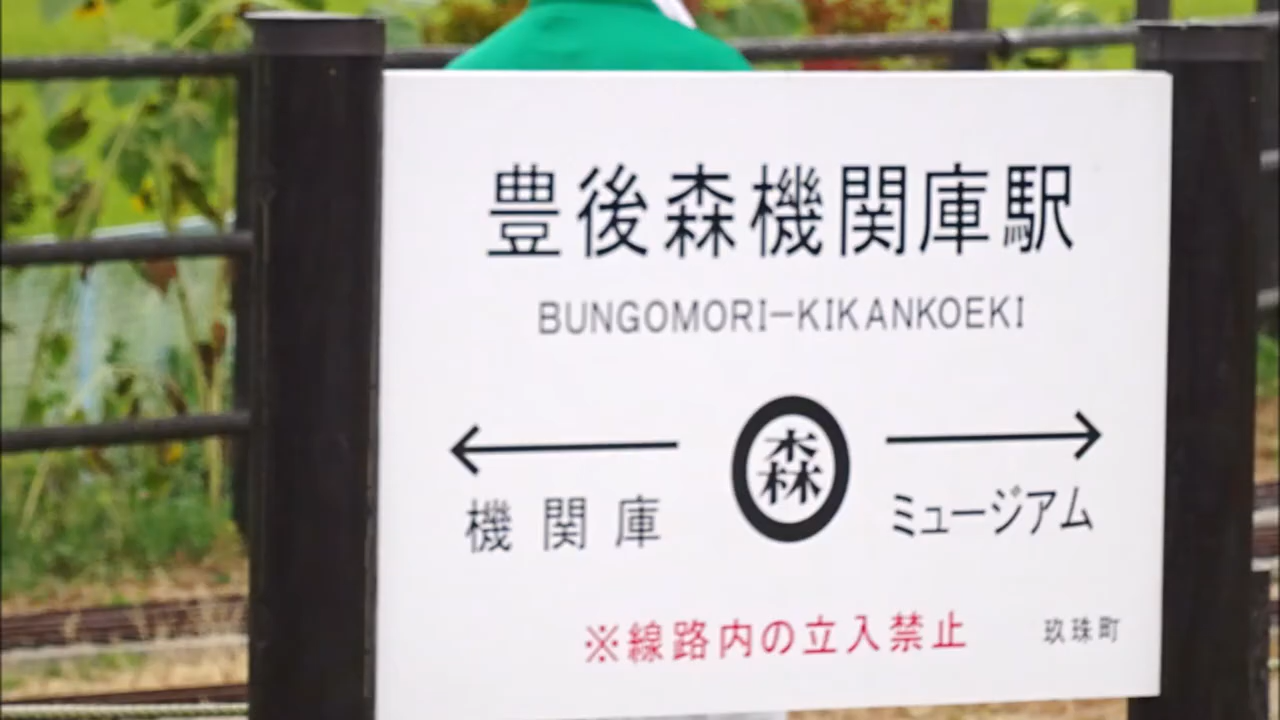 豊後森機関庫駅
BUNGOMORI-KIKANKOEKI
← 森 →
機関庫 ミュージアム
※線路内の立入禁止 玖珠町